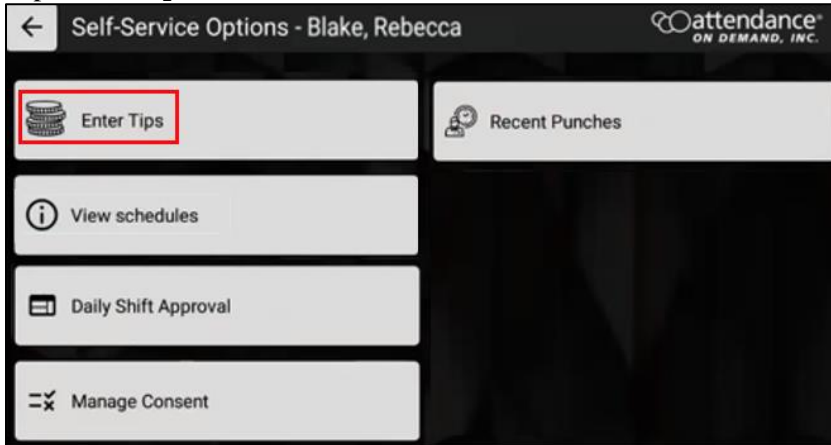 Self-Service Options - Blake, Rebecca
attendance®
ON DEMAND, INC.
Enter Tips
Recent Punches
View schedules
Daily Shift Approval
Manage Consent